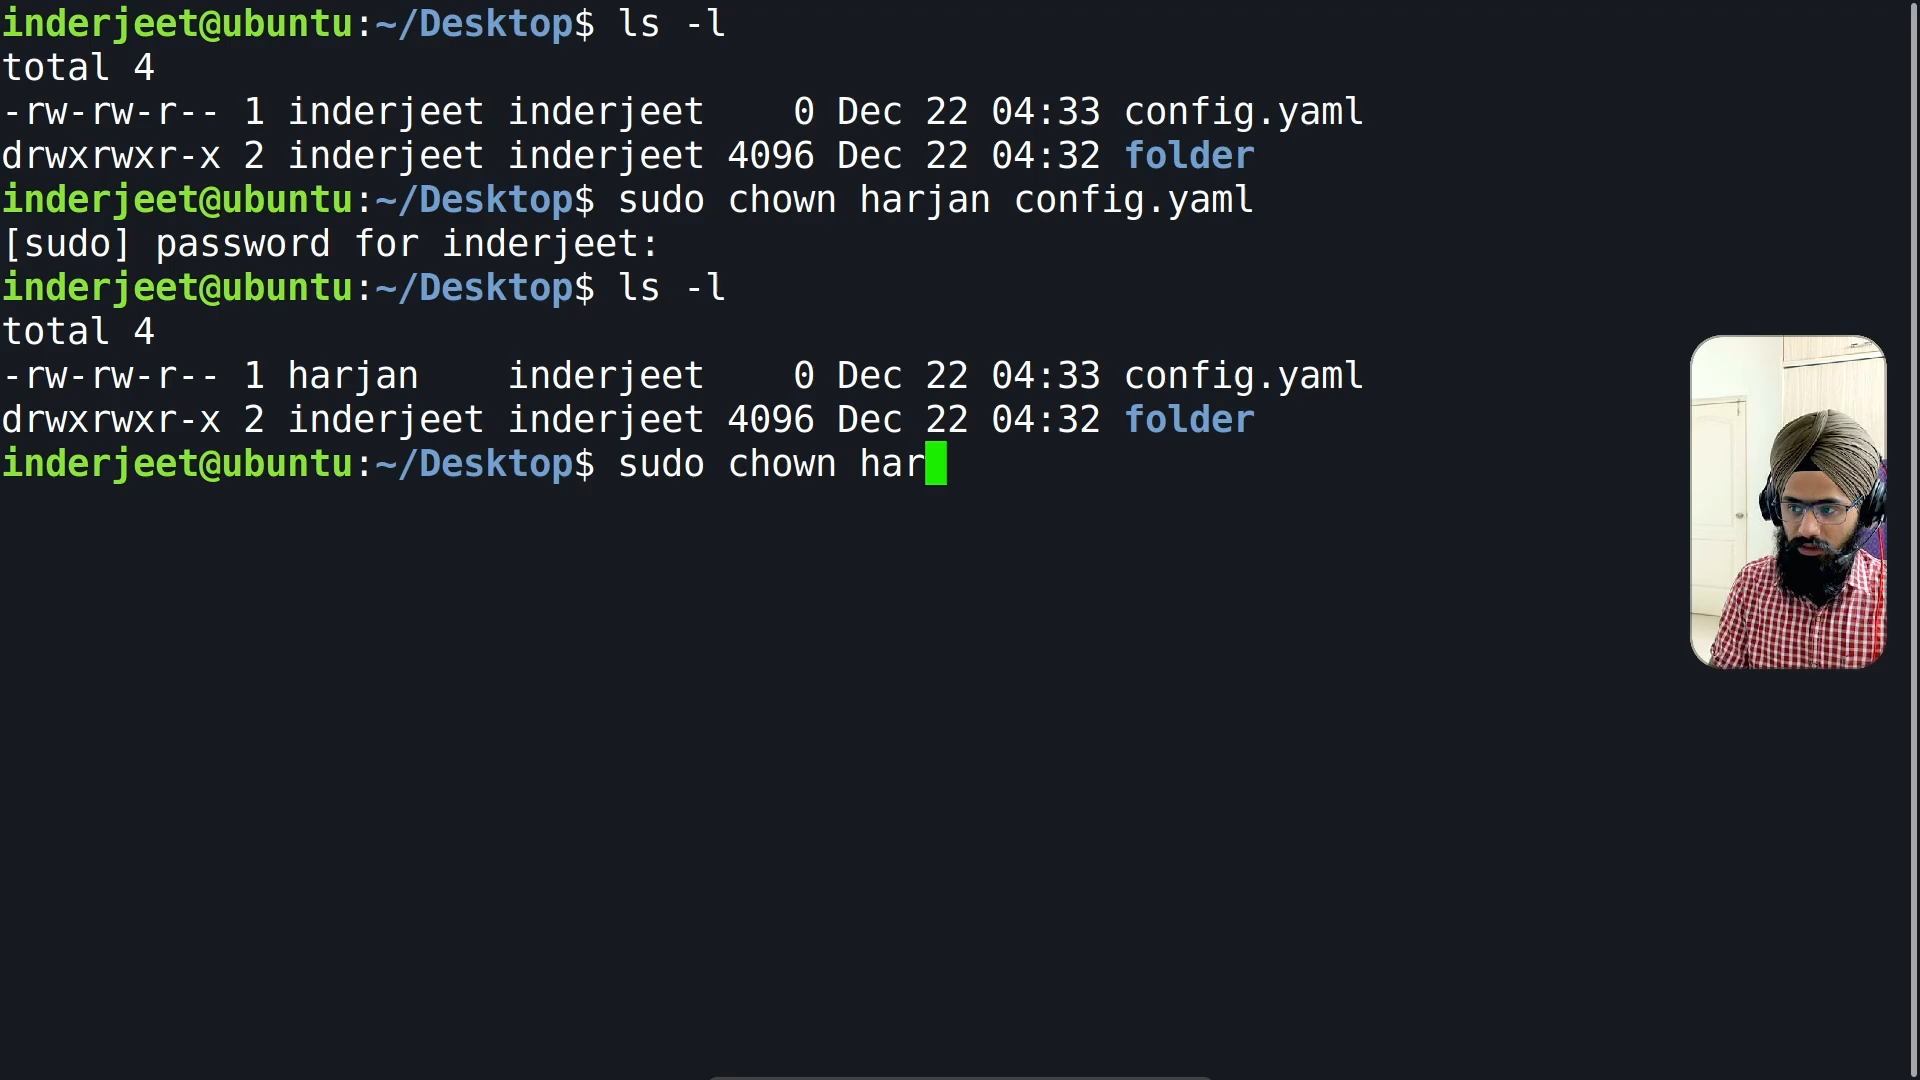 inderjeet@ubuntu:~/Desktop$ ls -l
total 4
-rw-rw-r-- 1 inderjeet inderjeet    0 Dec 22 04:33 config.yaml
drwxrwxr-x 2 inderjeet inderjeet 4096 Dec 22 04:32 folder
inderjeet@ubuntu:~/Desktop$ sudo chown harjan config.yaml
[sudo] password for inderjeet:
inderjeet@ubuntu:~/Desktop$ ls -l
total 4
-rw-rw-r-- 1 harjan    inderjeet    0 Dec 22 04:33 config.yaml
drwxrwxr-x 2 inderjeet inderjeet 4096 Dec 22 04:32 folder
inderjeet@ubuntu:~/Desktop$ sudo chown har